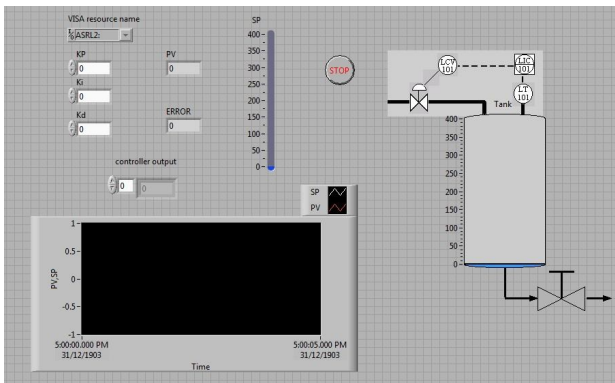 VISA resource name
ASRL2:
KP
0
Ki
0
Kd
0
PV
0
ERROR
0
controller output
0
0
SP
400
350
300
250
200
150
100
50
0
STOP
LCV
101
LIC
101
LT
101
Tank
400
350
300
250
200
150
100
50
0
SP
PV
PV,SP
1
0.5
0
-0.5
-1
5:00:00.000 PM
31/12/1903
5:00:05.000 PM
31/12/1903
Time